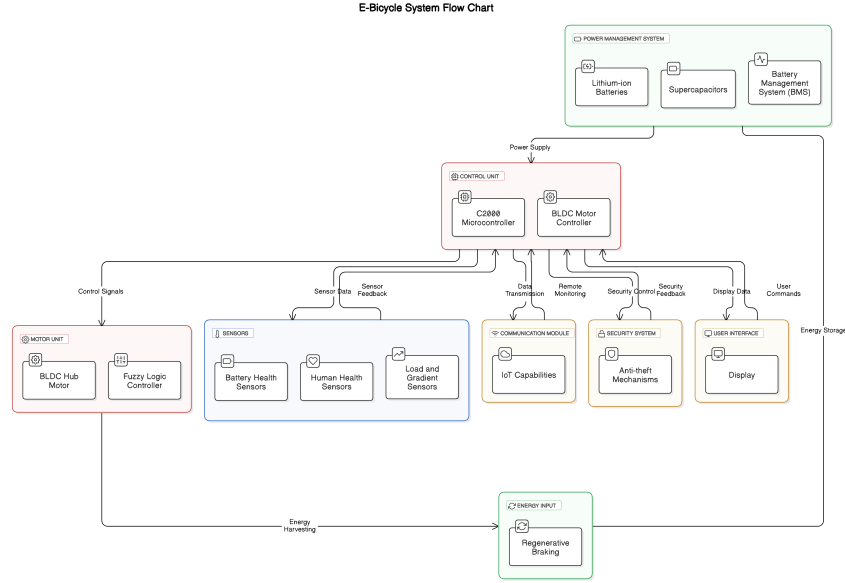 E-Bicycle System Flow Chart
POWER MANAGEMENT SYSTEM
Lithium-ion
Batteries
Supercapacitors
Battery
Management
System (BMS)
Power Supply
CONTROL UNIT
C2000
Microcontroller
BLDC Motor
Controller
Control Signals
Sensor Data
Sensor
Feedback
Data
Transmission
Remote
Monitoring
Security Control
Security
Feedback
Display Data
User
Commands
Energy Storage
MOTOR UNIT
BLDC Hub
Motor
Fuzzy Logic
Controller
SENSORS
Battery Health
Sensors
Human Health
Sensors
Load and
Gradient
Sensors
COMMUNICATION MODULE
IoT Capabilities
SECURITY SYSTEM
Anti-theft
Mechanisms
USER INTERFACE
Display
Energy
Harvesting
ENERGY INPUT
Regenerative
Braking